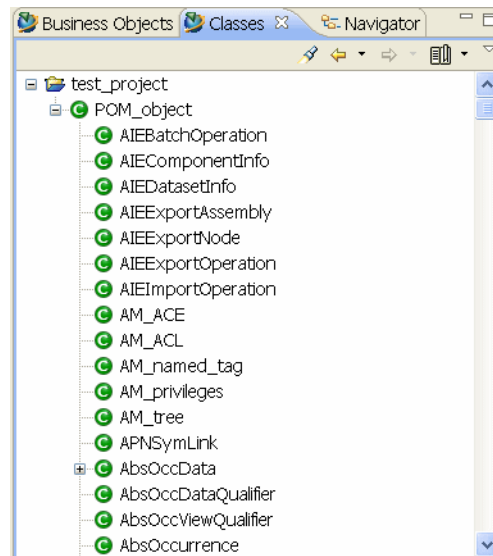 Business Objects Classes Navigator
test_project
POM_object
AIEBatchOperation
AIEComponentInfo
AIEDatasetInfo
AIEExportAssembly
AIEExportNode
AIEExportOperation
AIEImportOperation
AM_ACE
AM_ACL
AM_named_tag
AM_privileges
AM_tree
APNSymLink
AbsOccData
AbsOccDataQualifier
AbsOccViewQualifier
AbsOccurrence